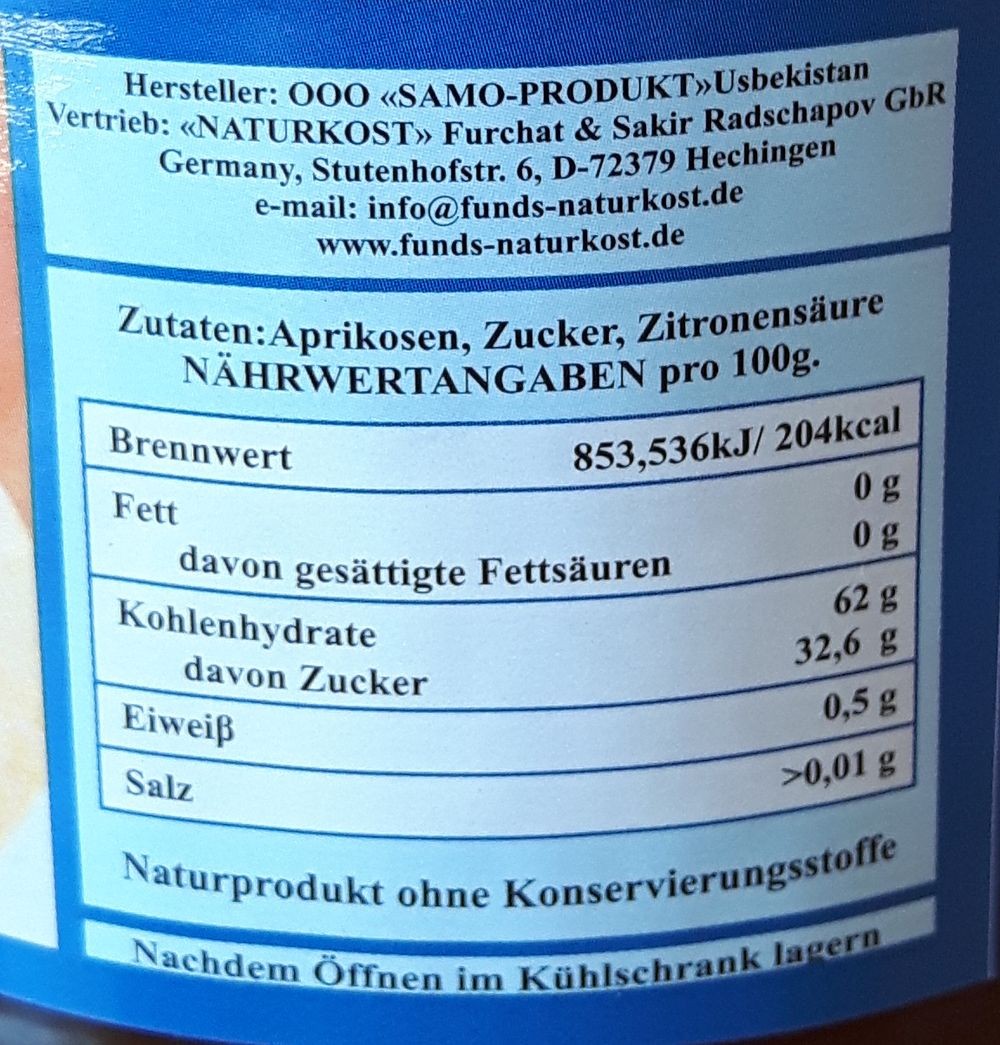 Hersteller: OOO «SAMO-PRODUKT»Usbekistan
Vertrieb: «NATURKOST» Furchat & Sakir Radschapov GbR
Germany, Stutenhofstr. 6, D-72379 Hechingen
e-mail: info@funds-naturkost.de
www.funds-naturkost.de
Zutaten:Aprikosen, Zucker, Zitronensäure
NÄHRWERTANGABEN pro 100g.
Brennwert 853,536kJ/ 204kcal
Fett 0 g
davon gesättigte Fettsäuren 0 g
Kohlenhydrate 62 g
davon Zucker 32,6 g
Eiweiß 0,5 g
Salz >0,01 g
Naturprodukt ohne Konservierungsstoffe
Nachdem Öffnen im Kühlschrank lagern